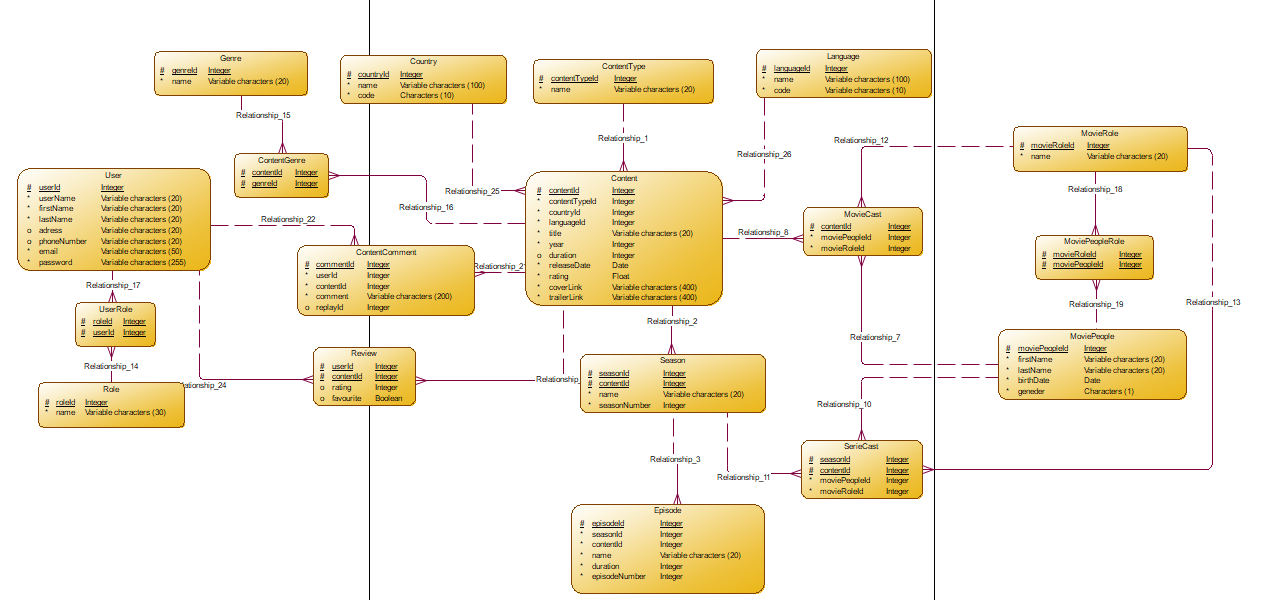 Genre
# genreId Integer
* name Variable characters (20)
Country
# countryId Integer
* name Variable characters (100)
* code Characters (10)
ContentType
# contentTypeId Integer
* name Variable characters (20)
Language
# languageId Integer
* name Variable characters (100)
* code Variable characters (10)
Relationship_15
Relationship_1
Relationship_26
Relationship_12
MovieRole
# movieRoleId Integer
* name Variable characters (20)
ContentGenre
# contentId Integer
# genreId Integer
User
# userId Integer
* userName Variable characters (20)
* firstName Variable characters (20)
* lastName Variable characters (20)
o adress Variable characters (20)
o phoneNumber Variable characters (20)
* email Variable characters (50)
* password Variable characters (255)
Relationship_25
Relationship_16
Relationship_22
Content
# contentId Integer
* contentTypeId Integer
* countryId Integer
* languageId Integer
* title Variable characters (20)
* year Integer
o duration Integer
* releaseDate Date
* rating Float
* coverLink Variable characters (400)
* trailerLink Variable characters (400)
Relationship_18
MovieCast
# contentId Integer
* moviePeopleId Integer
* movieRoleId Integer
Relationship_8
MoviePeopleRole
# movieRoleId Integer
# moviePeopleId Integer
ContentComment
# commentId Integer
* userId Integer
* contentId Integer
* comment Variable characters (200)
o replayId Integer
Relationship_21
Relationship_17
UserRole
# roleId Integer
# userId Integer
Relationship_2
Relationship_19
Relationship_13
Relationship_7
MoviePeople
# moviePeopleId Integer
* firstName Variable characters (20)
* lastName Variable characters (20)
* birthDate Date
* geneder Characters (1)
Review
# userId Integer
# contentId Integer
o rating Integer
o favourite Boolean
Relationship_14
Relationship_
Season
# seasonId Integer
# contentId Integer
* name Variable characters (20)
* seasonNumber Integer
ationship_24
Role
# roleId Integer
* name Variable characters (30)
Relationship_10
SerieCast
# seasonId Integer
# contentId Integer
* moviePeopleId Integer
* movieRoleId Integer
Relationship_3
Relationship_11
Episode
# episodeId Integer
* seasonId Integer
* contentId Integer
* name Variable characters (20)
* duration Integer
* episodeNumber Integer